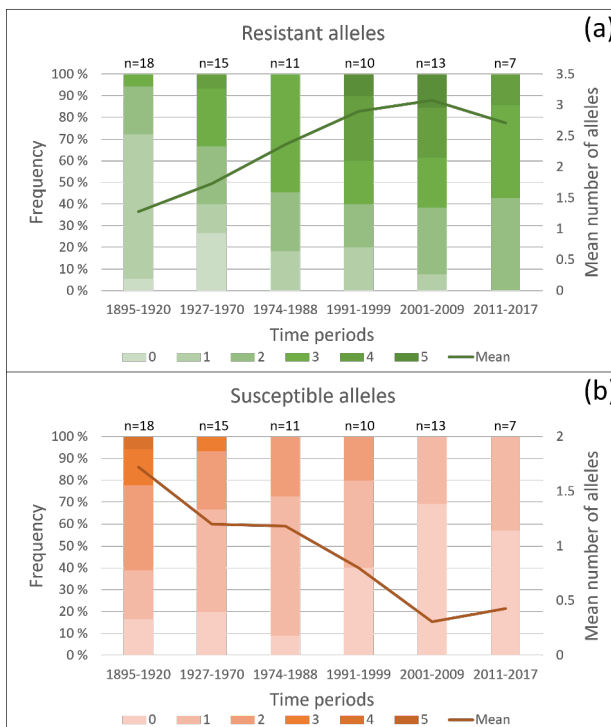 Resistant alleles
(a)
n=18 n=15 n=11 n=10 n=13 n=7
100 % 3.5
90 % 3
80 % 2.5
70 % 2
60 % 1.5
50 % 1
40 % 0.5
30 % 0
20 %
10 %
0 %
Frequency
Mean number of alleles
1895-1920 1927-1970 1974-1988 1991-1999 2001-2009 2011-2017
Time periods
0 1 2 3 4 5 Mean
Susceptible alleles
(b)
n=18 n=15 n=11 n=10 n=13 n=7
100 % 2
90 % 1.5
80 % 1
70 % 0.5
60 % 0
50 %
40 %
30 %
20 %
10 %
0 %
Frequency
Mean number of alleles
1895-1920 1927-1970 1974-1988 1991-1999 2001-2009 2011-2017
Time periods
0 1 2 3 4 5 Mean